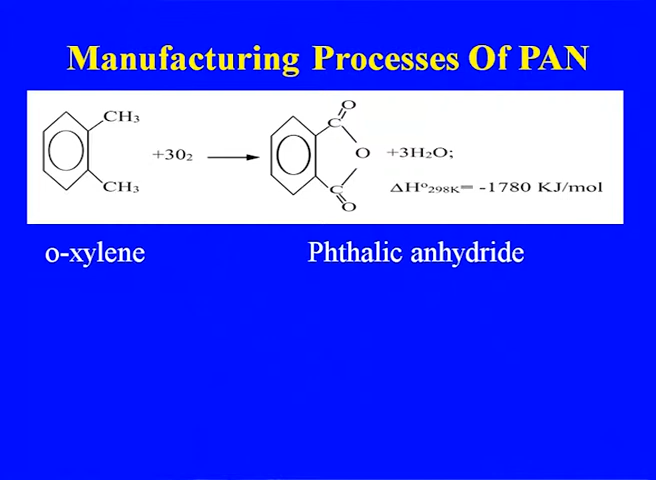 Manufacturing Processes Of PAN
CH₃
CH₃
+3O₂
C
O
O
C
O
+3H₂O;
ΔH°₂₉₈ₖ= -1780 KJ/mol
o-xylene
Phthalic anhydride